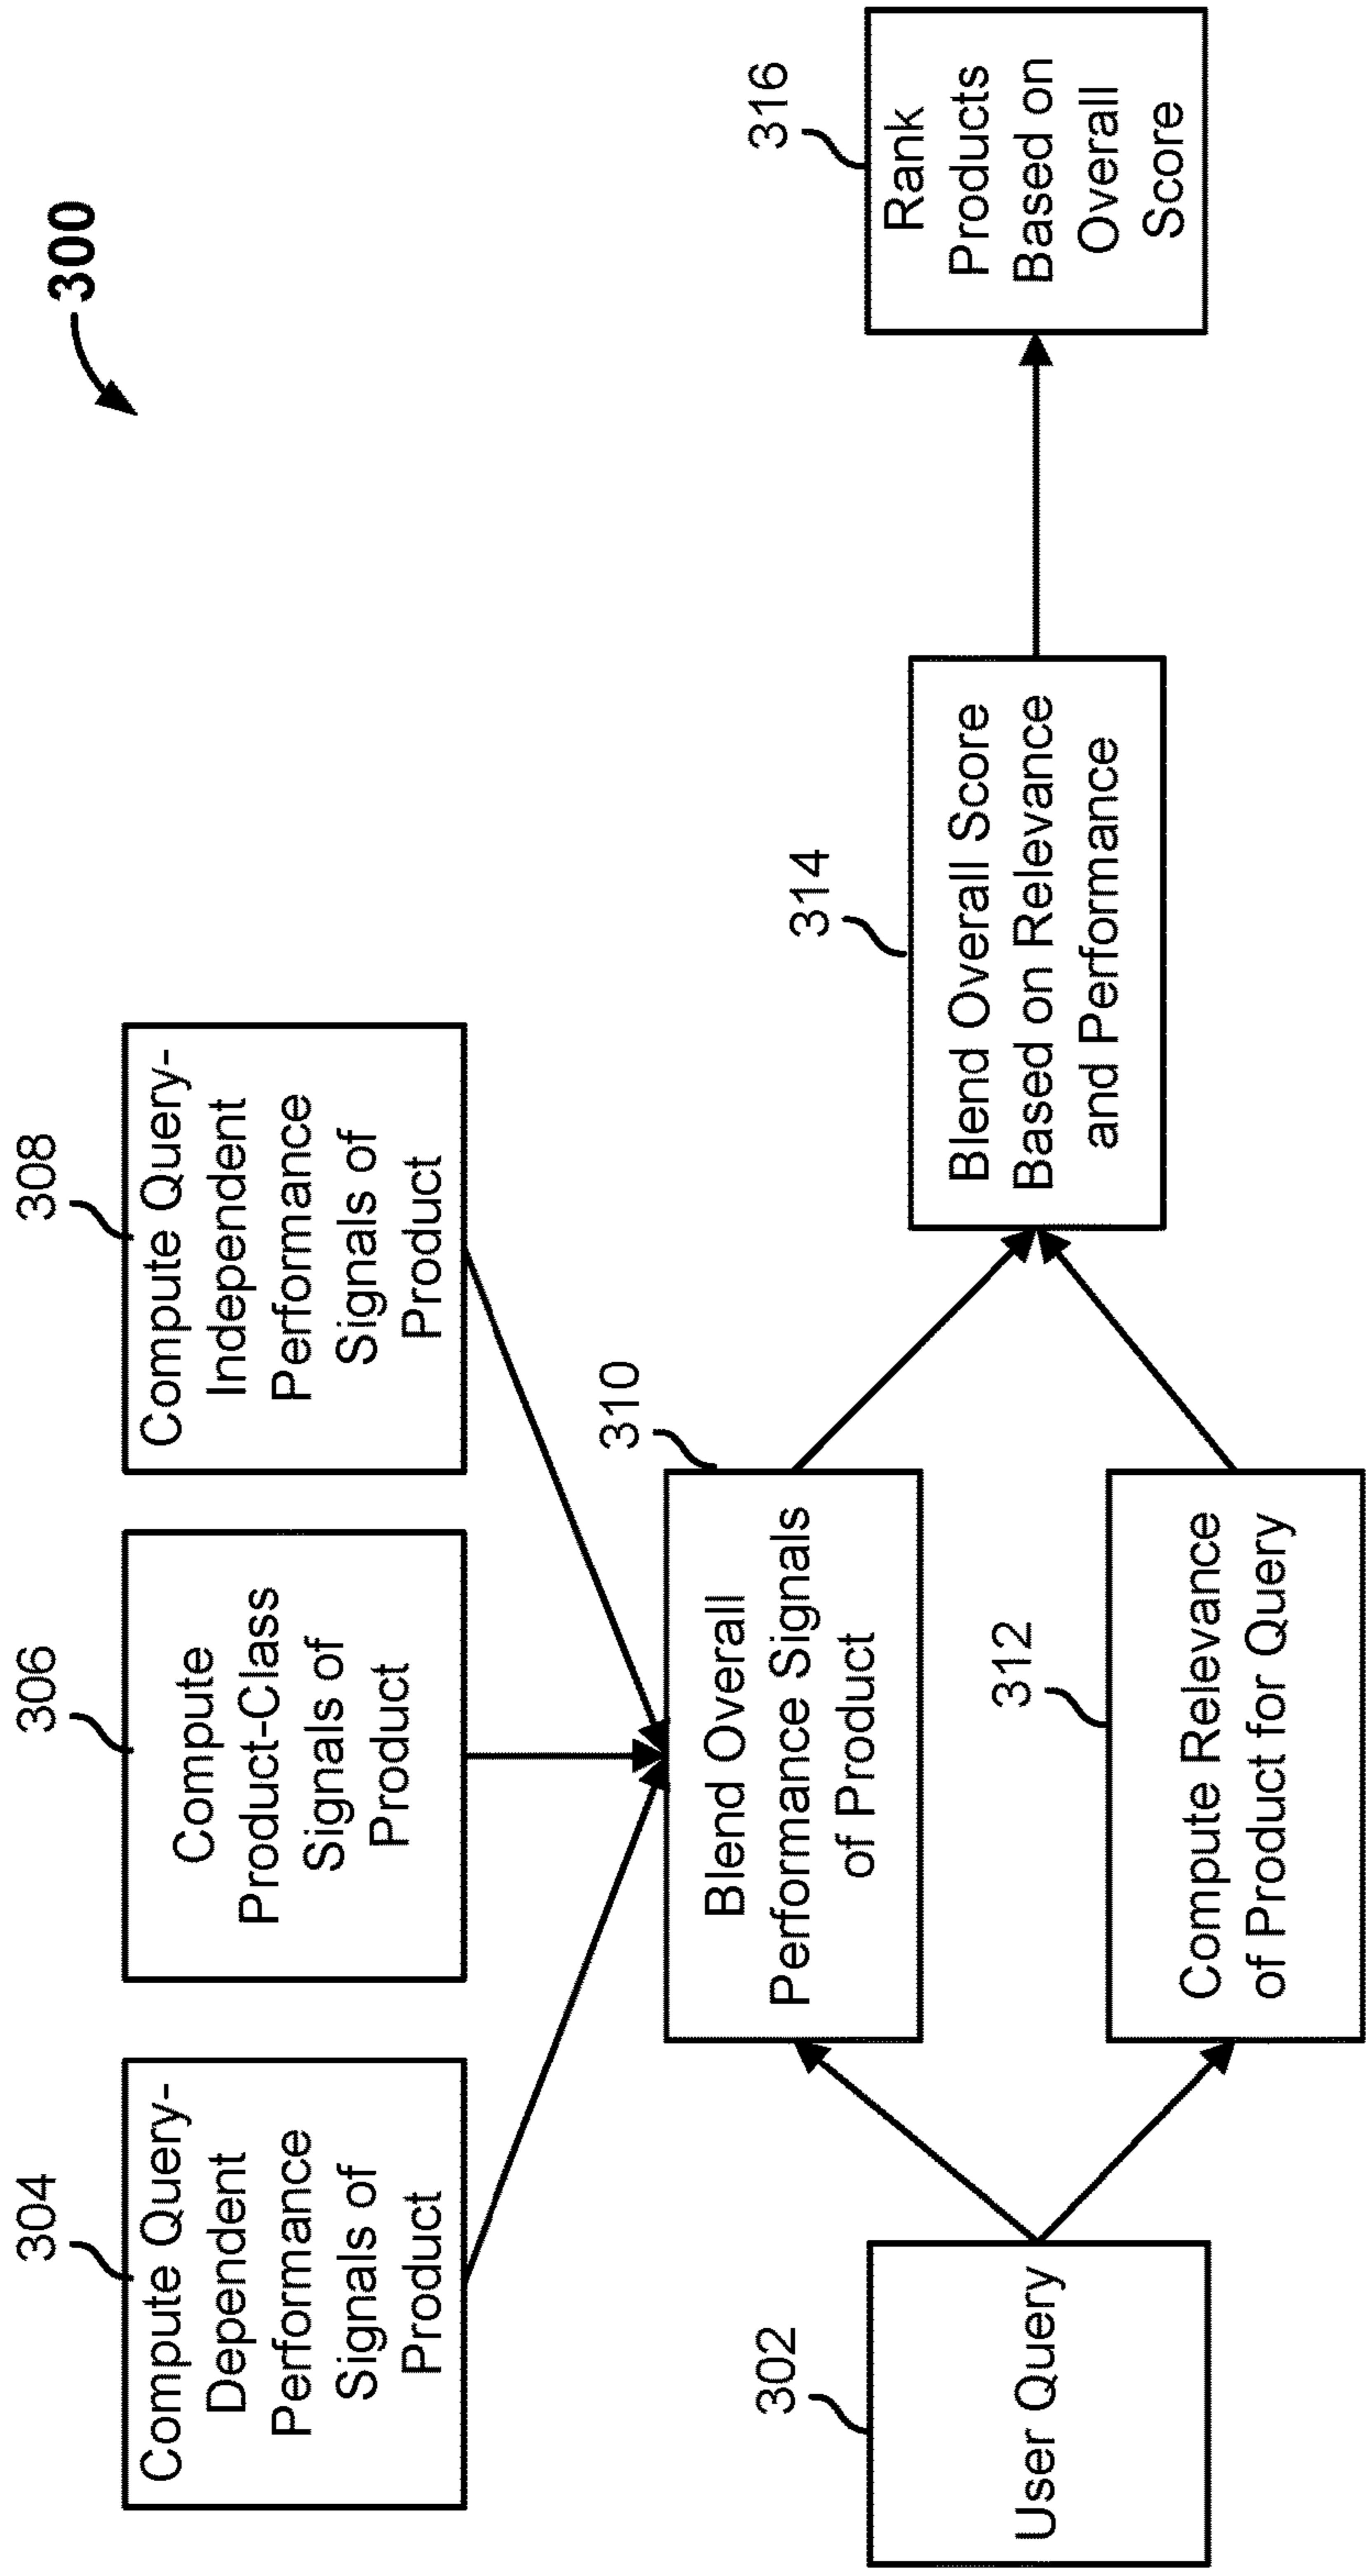 300
304
Compute Query-
Dependent
Performance
Signals of
Product
306
Compute
Product-Class
Signals of
Product
308
Compute Query-
Independent
Performance
Signals of
Product
302
User Query
310
Blend Overall
Performance Signals
of Product
312
Compute Relevance
of Product for Query
314
Blend Overall Score
Based on Relevance
and Performance
316
Rank
Products
Based on
Overall
Score